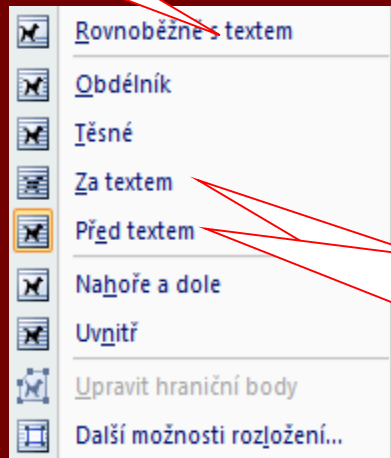 Rovnoběžně s textem
Obdélník
Těsné
Za textem
Před textem
Nahoře a dole
Uvnitř
Upravit hraniční body
Další možnosti rozložení...